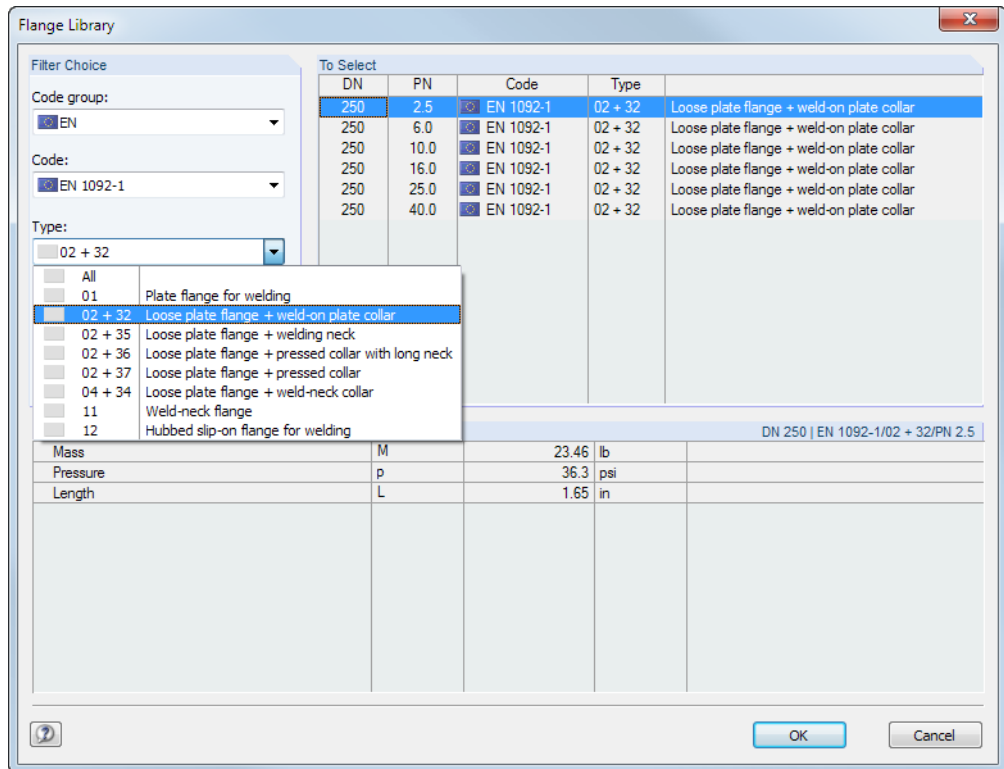 Flange Library
Filter Choice
Code group:
EN
Code:
EN 1092-1
Type:
02 + 32
All
01 Plate flange for welding
02 + 32 Loose plate flange + weld-on plate collar
02 + 35 Loose plate flange + welding neck
02 + 36 Loose plate flange + pressed collar with long neck
02 + 37 Loose plate flange + pressed collar
04 + 34 Loose plate flange + weld-neck collar
11 Weld-neck flange
12 Hubbed slip-on flange for welding
To Select
DN PN Code Type
250 2.5 EN 1092-1 02 + 32 Loose plate flange + weld-on plate collar
250 6.0 EN 1092-1 02 + 32 Loose plate flange + weld-on plate collar
250 10.0 EN 1092-1 02 + 32 Loose plate flange + weld-on plate collar
250 16.0 EN 1092-1 02 + 32 Loose plate flange + weld-on plate collar
250 25.0 EN 1092-1 02 + 32 Loose plate flange + weld-on plate collar
250 40.0 EN 1092-1 02 + 32 Loose plate flange + weld-on plate collar
DN 250 | EN 1092-1/02 + 32/PN 2.5
Mass M 23.46 lb
Pressure p 36.3 psi
Length L 1.65 in
OK Cancel